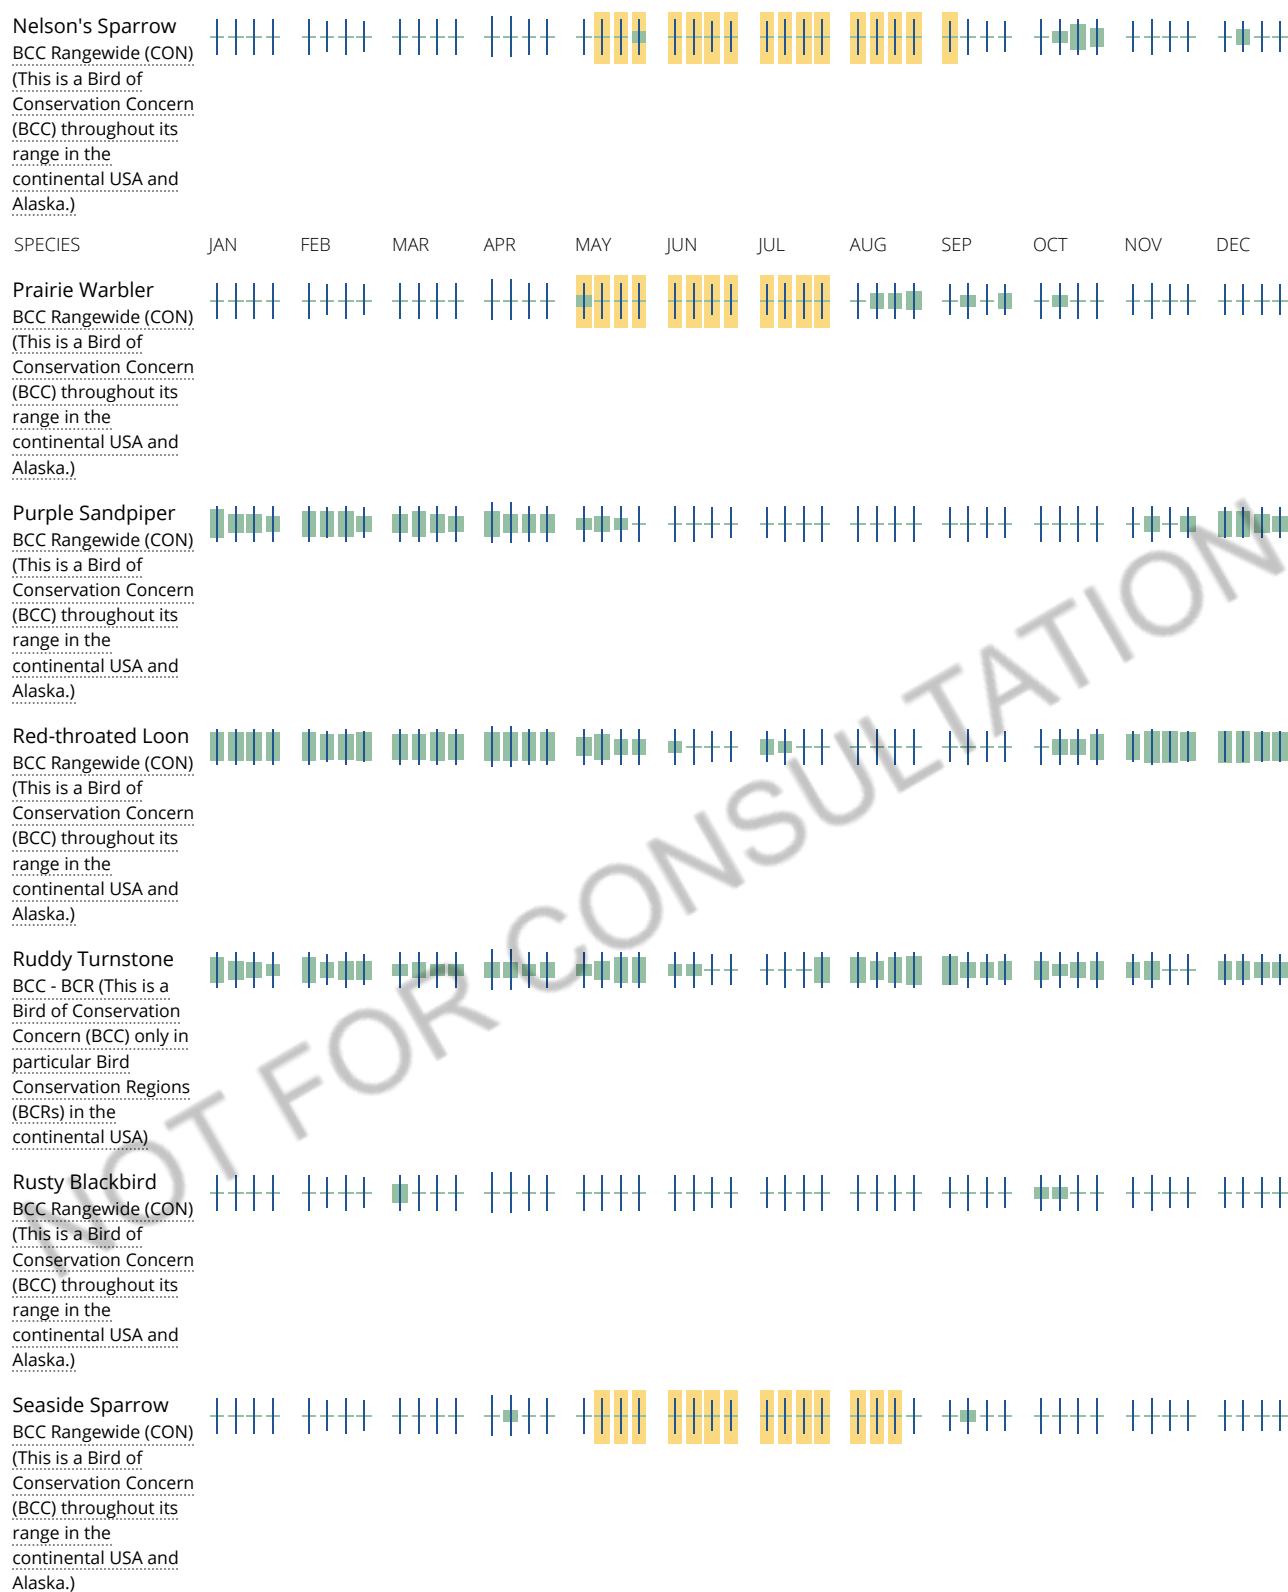 Nelson's Sparrow
BCC Rangewide (CON)
(This is a Bird of
Conservation Concern
(BCC) throughout its
range in the
continental USA and
Alaska.)
SPECIES JAN FEB MAR APR MAY JUN JUL AUG SEP OCT NOV DEC
Prairie Warbler
BCC Rangewide (CON)
(This is a Bird of
Conservation Concern
(BCC) throughout its
range in the
continental USA and
Alaska.)
Purple Sandpiper
BCC Rangewide (CON)
(This is a Bird of
Conservation Concern
(BCC) throughout its
range in the
continental USA and
Alaska.)
Red-throated Loon
BCC Rangewide (CON)
(This is a Bird of
Conservation Concern
(BCC) throughout its
range in the
continental USA and
Alaska.)
Ruddy Turnstone
BCC - BCR (This is a
Bird of Conservation
Concern (BCC) only in
particular Bird
Conservation Regions
(BCRs) in the
continental USA)
Rusty Blackbird
BCC Rangewide (CON)
(This is a Bird of
Conservation Concern
(BCC) throughout its
range in the
continental USA and
Alaska.)
Seaside Sparrow
BCC Rangewide (CON)
(This is a Bird of
Conservation Concern
(BCC) throughout its
range in the
continental USA and
Alaska.)
NOT FOR CONSULTATION